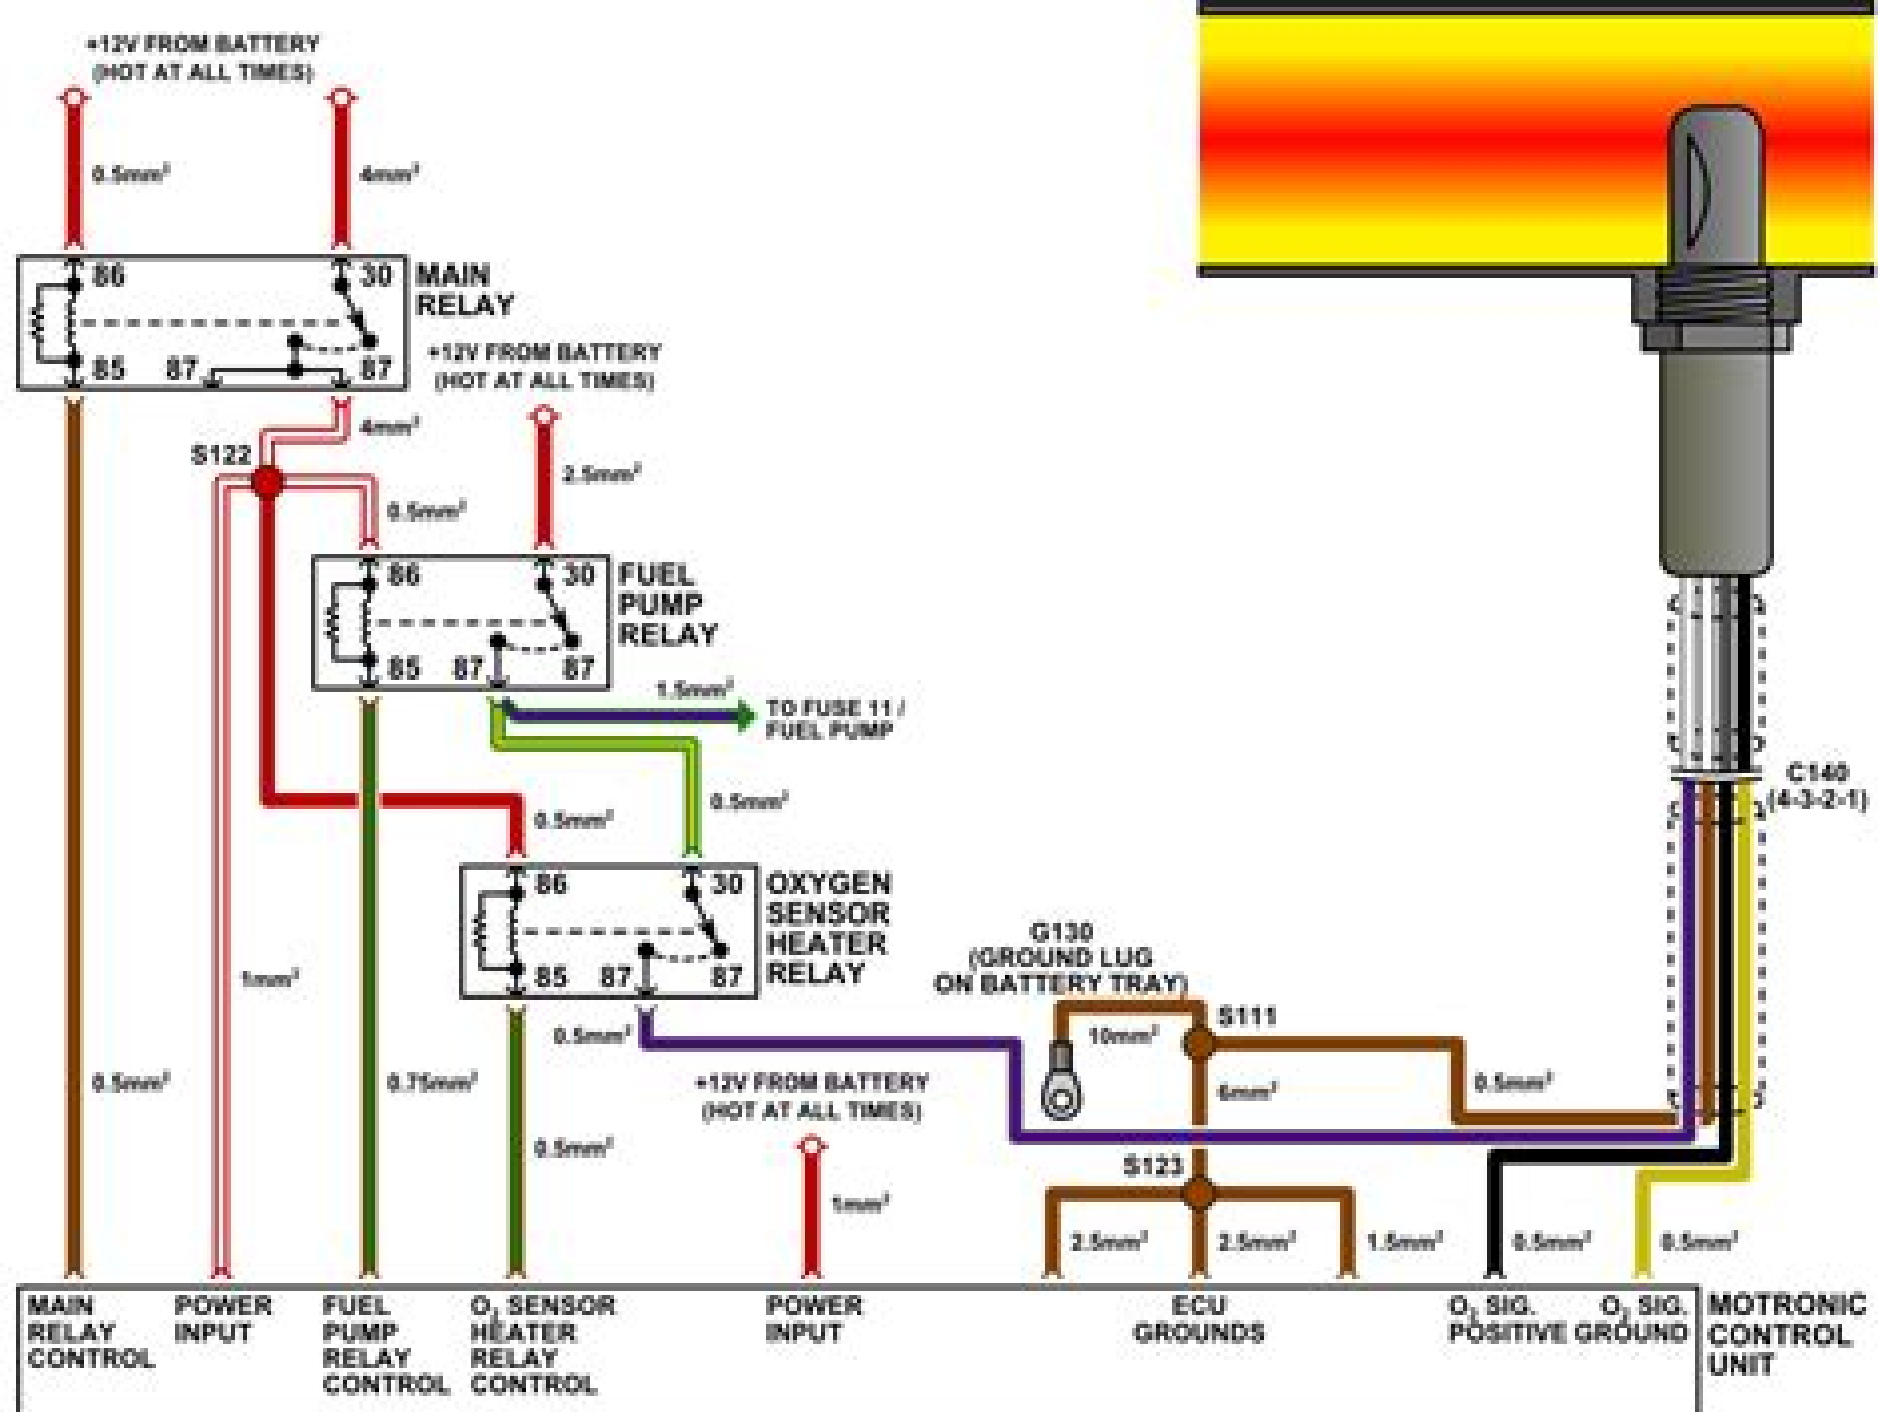 +12V FROM BATTERY
(HOT AT ALL TIMES)
0.5mm²
4mm²
86
30
MAIN
RELAY
85
87
87
+12V FROM BATTERY
(HOT AT ALL TIMES)
4mm²
S122
2.5mm²
0.5mm²
86
30
FUEL
PUMP
RELAY
85
87
87
1.5mm²
TO FUSE 11 /
FUEL PUMP
C140
(4-3-2-1)
0.5mm²
0.5mm²
86
30
OXYGEN
SENSOR
HEATER
RELAY
85
87
87
G130
(GROUND LUG
ON BATTERY TRAY)
1mm²
S111
0.5mm²
10mm²
0.5mm²
0.75mm²
+12V FROM BATTERY
(HOT AT ALL TIMES)
6mm²
0.5mm²
0.5mm²
S123
1mm²
2.5mm²
2.5mm²
1.5mm²
0.5mm²
0.5mm²
MAIN
RELAY
CONTROL
POWER
INPUT
FUEL
PUMP
RELAY
CONTROL
O₂ SENSOR
HEATER
RELAY
CONTROL
POWER
INPUT
ECU
GROUNDS
O₂ SIG.
POSITIVE
O₂ SIG.
GROUND
MOTRONIC
CONTROL
UNIT